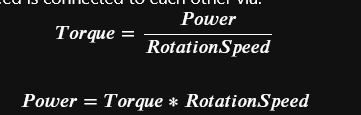 is connected to each other via:
Torque = Power / RotationSpeed
Power = Torque * RotationSpeed